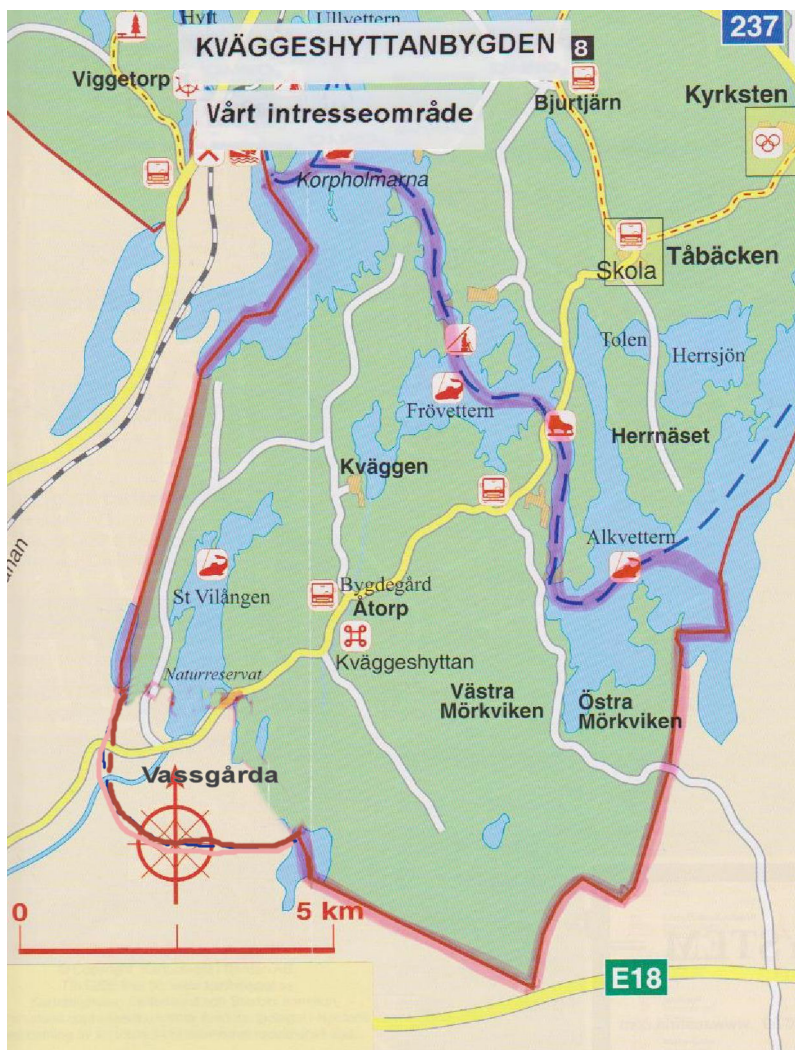 Hytt
Ullvettern
KVÄGGESHYTTANBYGDEN
8
237
Viggetorp
Bjurtjärn
Kyrksten
Vårt intresseområde
Korpholmarna
Tåbäcken
Skola
Tolen
Herrsjön
Frövettern
Herrnäset
Kväggen
Alkvettern
St Vilången
Bygdegård
Åtorp
Kväggeshyttan
Naturreservat
Västra
Mörkviken
Östra
Mörkviken
Vassgårda
0
5 km
E18